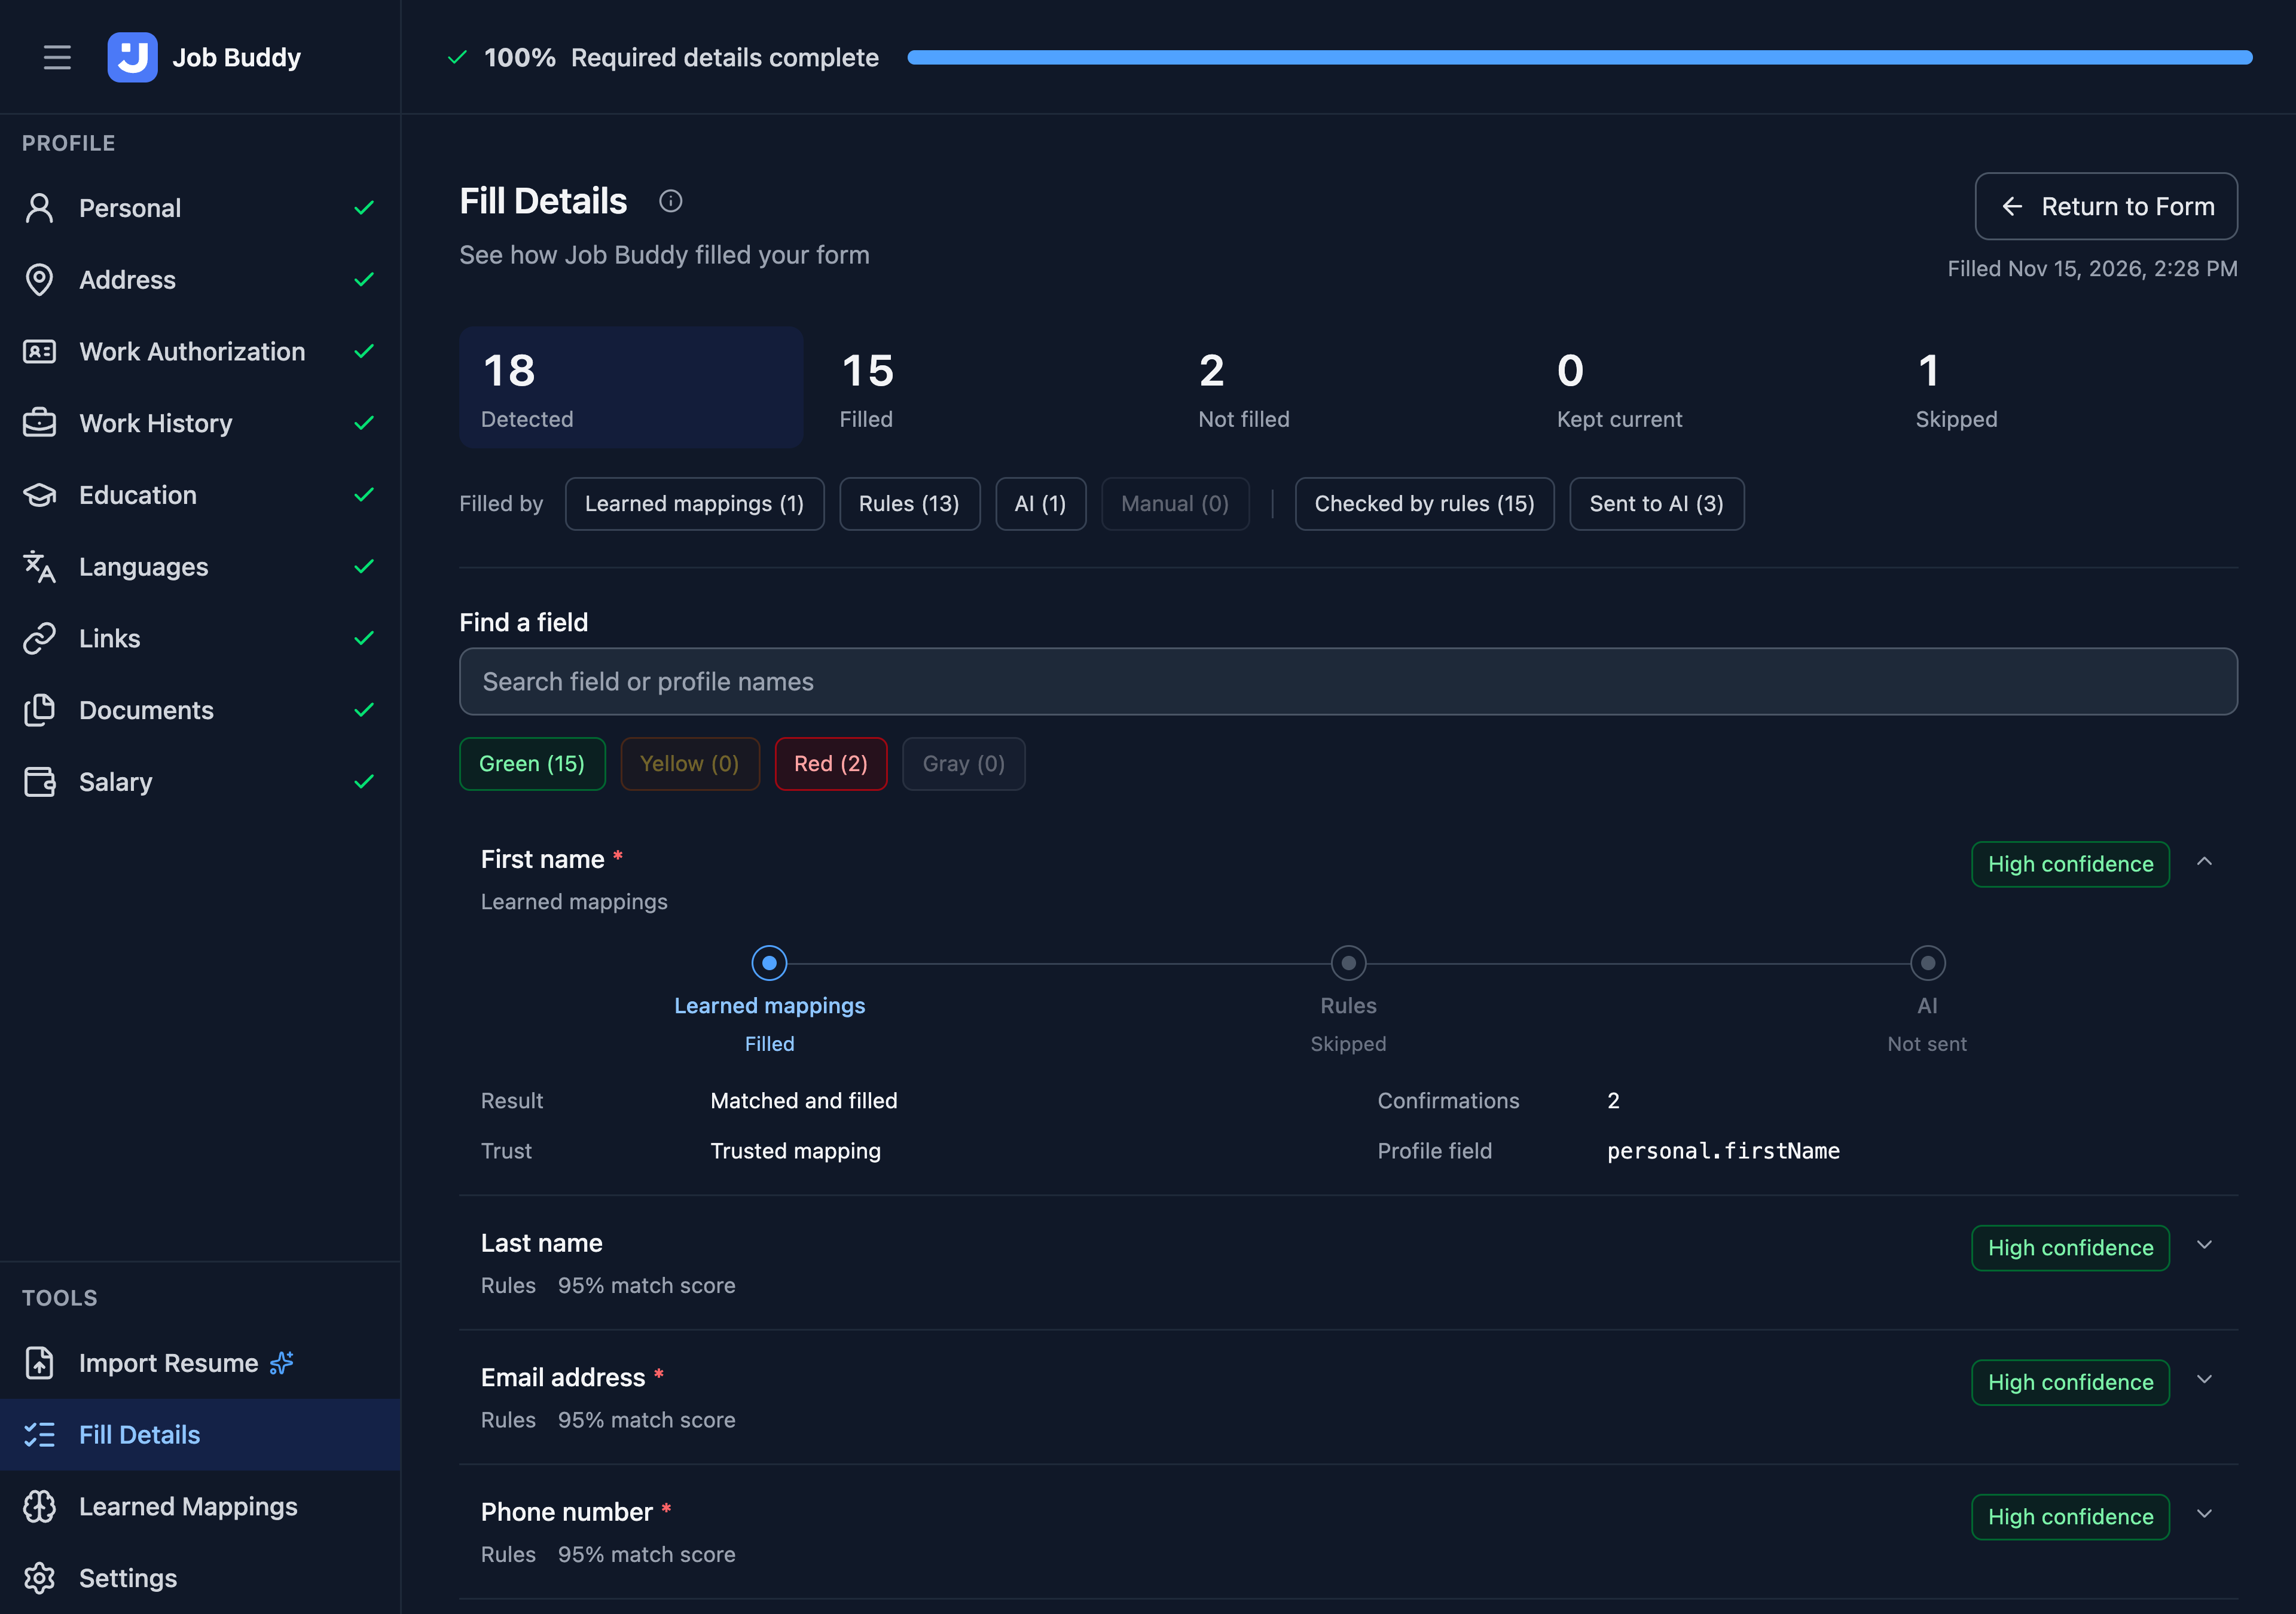 Job Buddy
100% Required details complete
PROFILE
Personal
Address
Work Authorization
Work History
Education
Languages
Links
Documents
Salary
TOOLS
Import Resume
Fill Details
Learned Mappings
Settings
Fill Details
See how Job Buddy filled your form
Return to Form
Filled Nov 15, 2026, 2:28 PM
18
Detected
15
Filled
2
Not filled
0
Kept current
1
Skipped
Filled by Learned mappings (1) Rules (13) AI (1) Manual (0) Checked by rules (15) Sent to AI (3)
Find a field
Search field or profile names
Green (15) Yellow (0) Red (2) Gray (0)
First name * High confidence
Learned mappings
Learned mappings Rules AI
Filled Skipped Not sent
Result Matched and filled Confirmations 2
Trust Trusted mapping Profile field personal.firstName
Last name High confidence
Rules 95% match score
Email address * High confidence
Rules 95% match score
Phone number * High confidence
Rules 95% match score